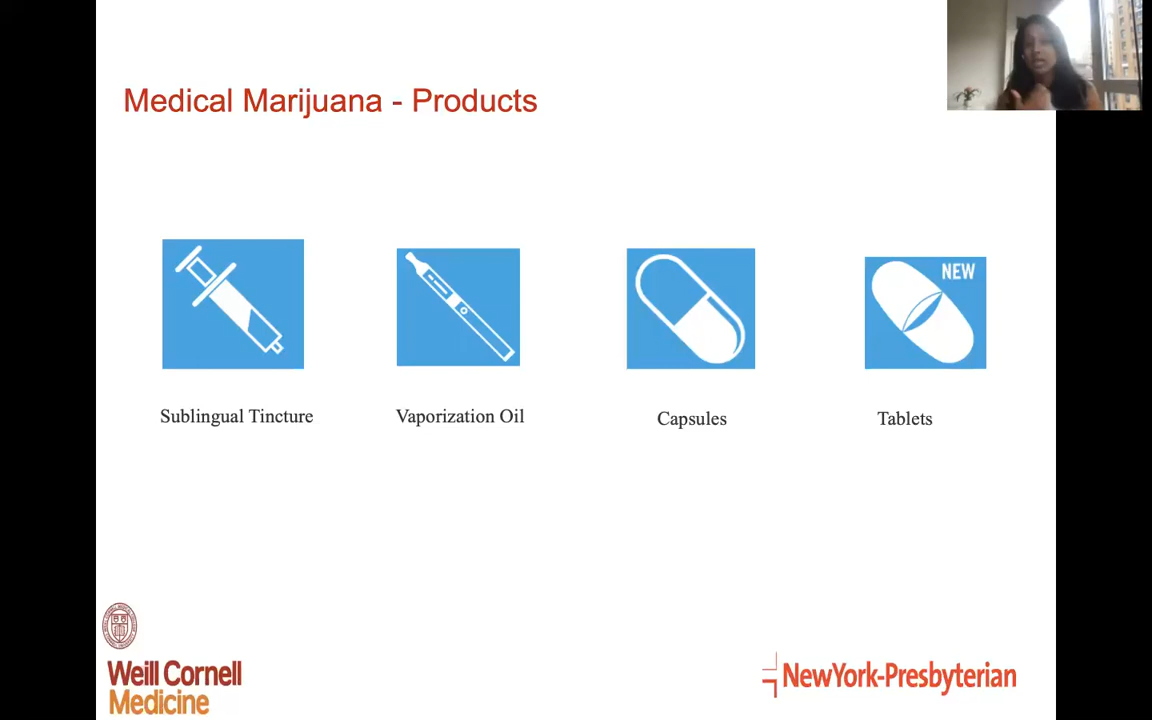 Medical Marijuana - Products
NEW
Sublingual Tincture
Vaporization Oil
Capsules
Tablets
Weill Cornell
Medicine
NewYork-Presbyterian